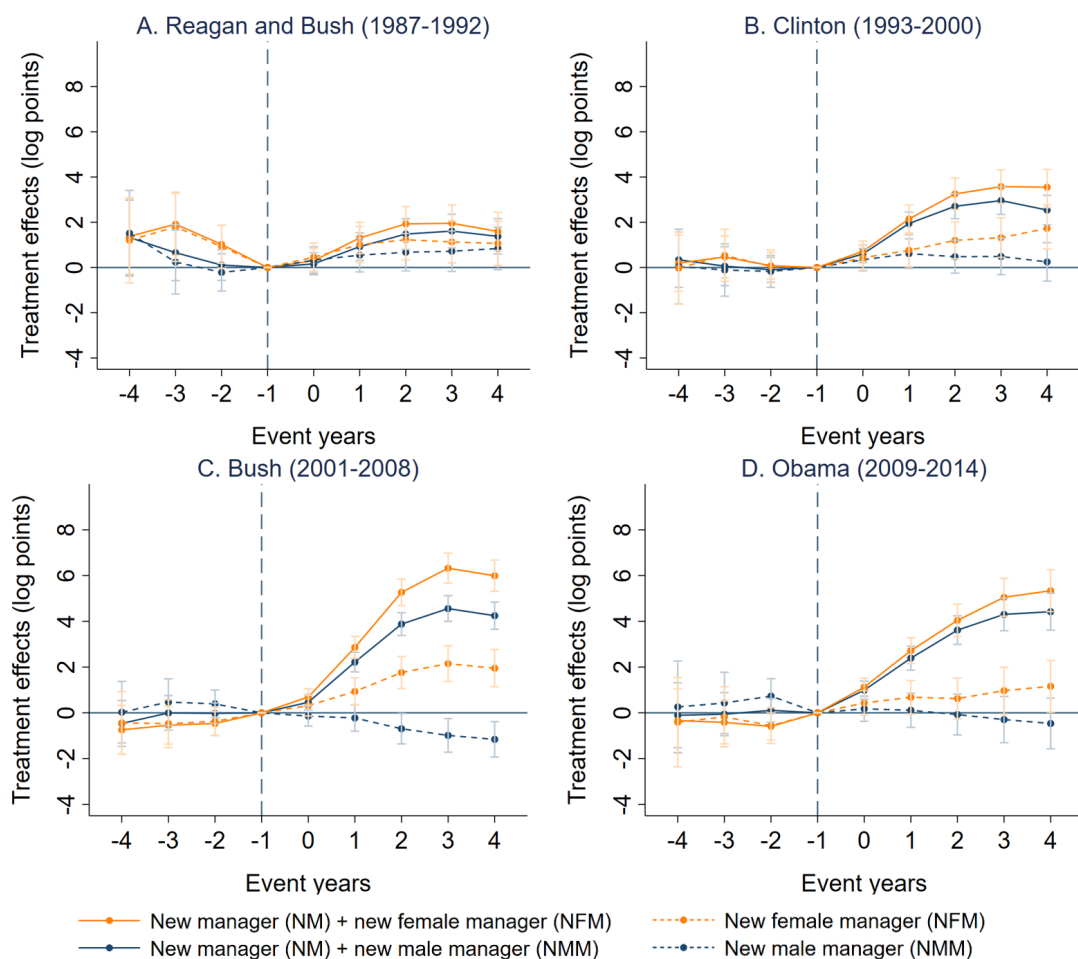 A. Reagan and Bush (1987-1992)
Treatment effects (log points)
8
6
4
2
0
-2
-4
-4 -3 -2 -1 0 1 2 3 4
Event years
B. Clinton (1993-2000)
Treatment effects (log points)
8
6
4
2
0
-2
-4
-4 -3 -2 -1 0 1 2 3 4
Event years
C. Bush (2001-2008)
Treatment effects (log points)
8
6
4
2
0
-2
-4
-4 -3 -2 -1 0 1 2 3 4
Event years
D. Obama (2009-2014)
Treatment effects (log points)
8
6
4
2
0
-2
-4
-4 -3 -2 -1 0 1 2 3 4
Event years
New manager (NM) + new female manager (NFM)
New female manager (NFM)
New manager (NM) + new male manager (NMM)
New male manager (NMM)